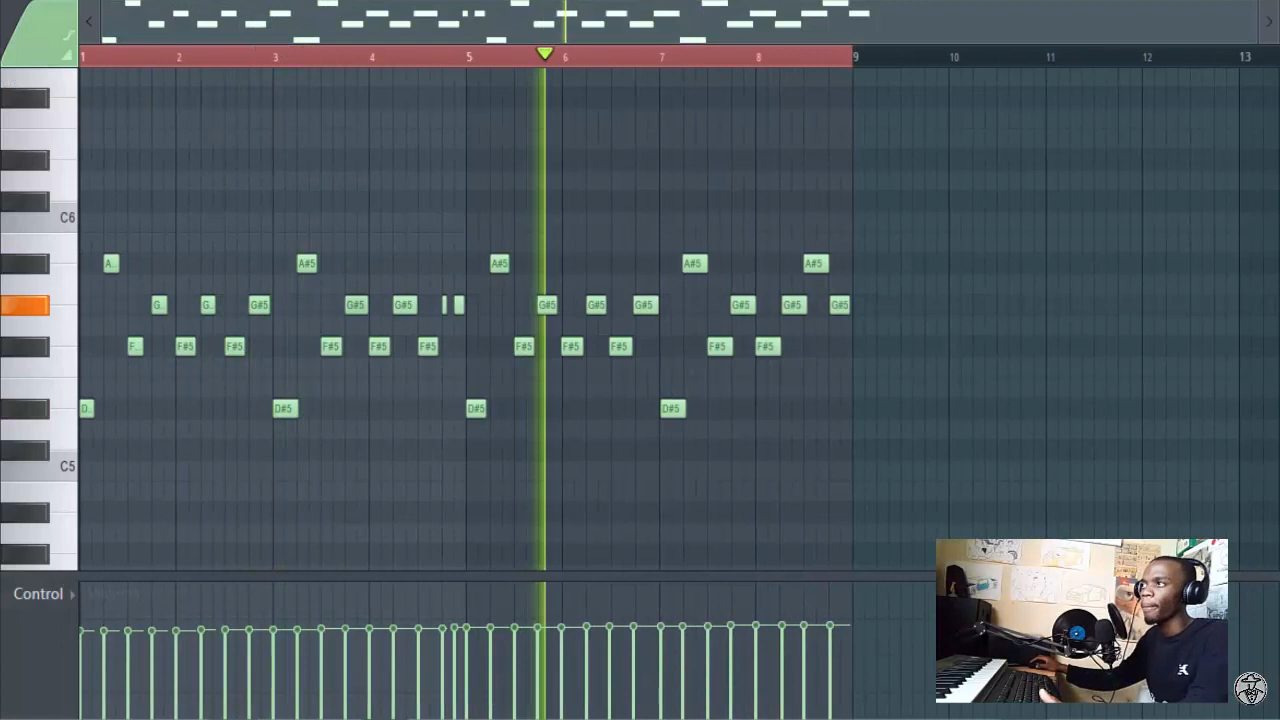 1 2 3 4 5 6 7 8 9 10 11 12 13
C6
A.. A#5 A#5 A#5 A#5
G.. G.. G#5 G#5 G#5 G#5 G#5 G#5 G#5 G#5 G#5
F.. F#5 F#5 F#5 F#5 F#5 F#5 F#5 F#5 F#5 F#5
D.. D#5 D#5 D#5
C5
Control